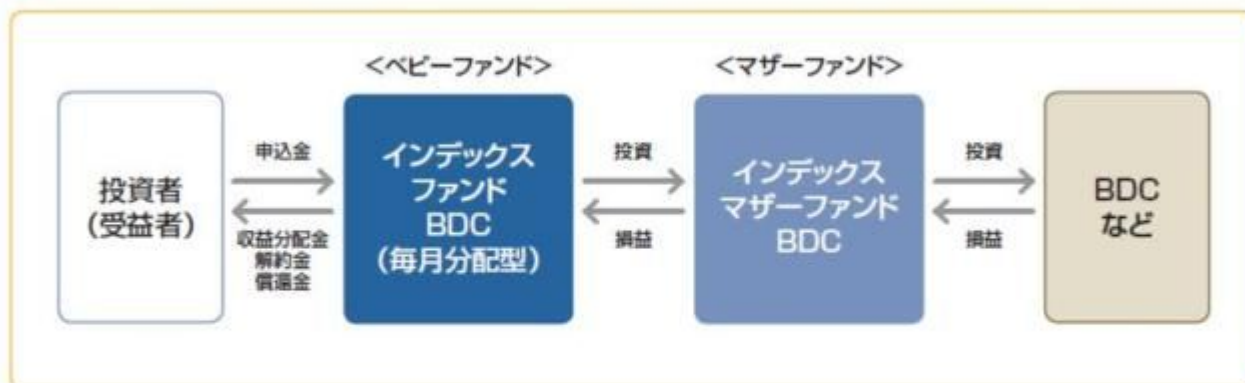 ＜ベビーファンド＞
＜マザーファンド＞
投資者
（受益者）
申込金
収益分配金
解約金
償還金
インデックス
ファンド
BDC
（毎月分配型）
投資
損益
インデックス
マザーファンド
BDC
投資
損益
BDC
など